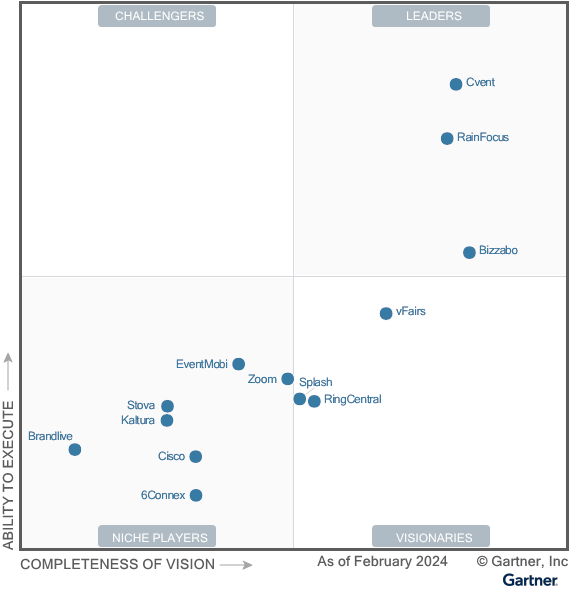 CHALLENGERS
LEADERS
Cvent
RainFocus
Bizzabo
vFairs
EventMobi
Zoom
Splash
RingCentral
Stova
Kaltura
Brandlive
Cisco
6Connex
NICHE PLAYERS
VISIONARIES
ABILITY TO EXECUTE
COMPLETENESS OF VISION
As of February 2024
© Gartner, Inc
Gartner